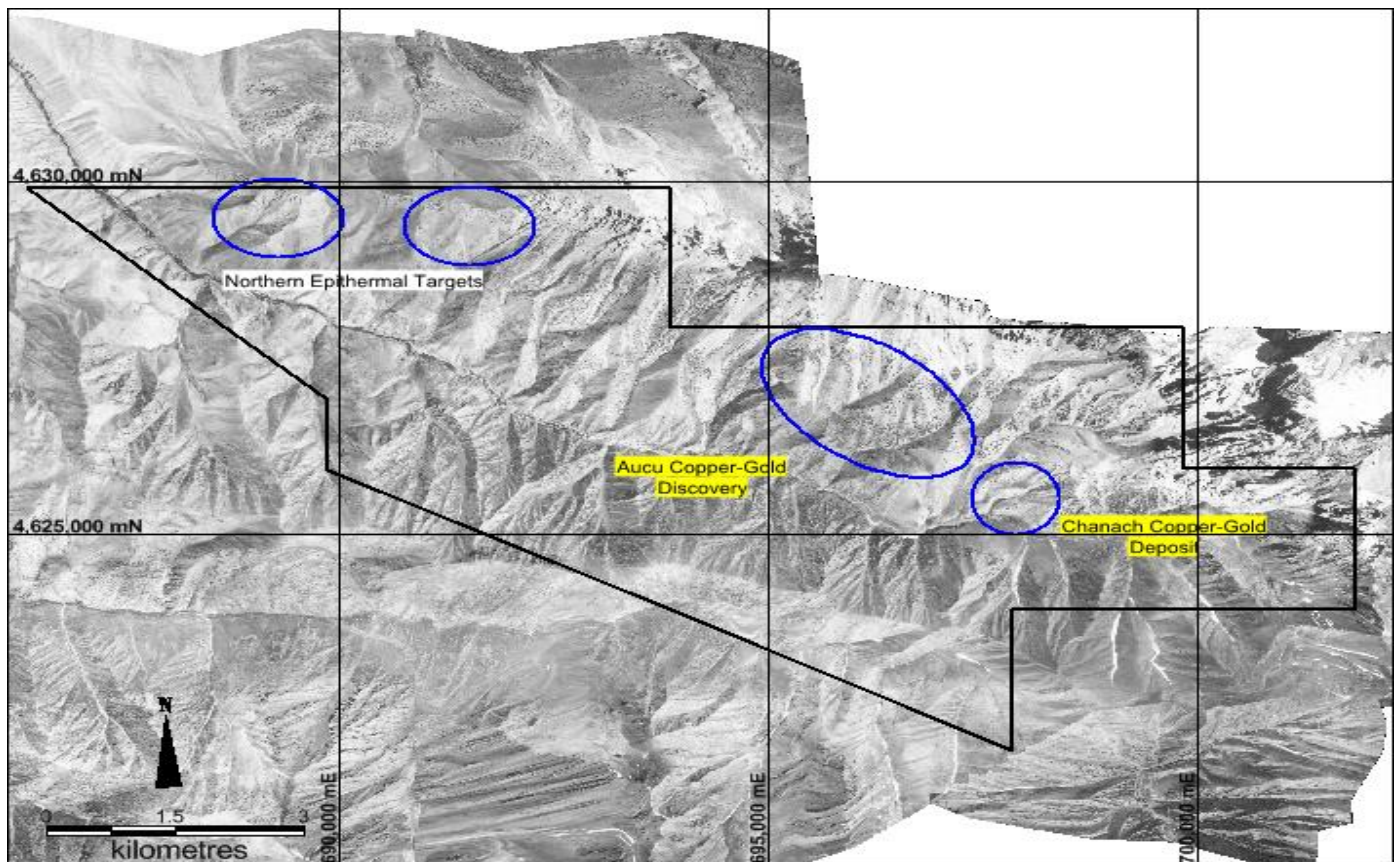 4,630,000 mN
Northern Epithermal Targets
Aucu Copper-Gold
Discovery
4,625,000 mN
Chanach Copper-Gold
Deposit
N
0 1.5 3
kilometres
690,000 mE
695,000 mE
700,000 mE